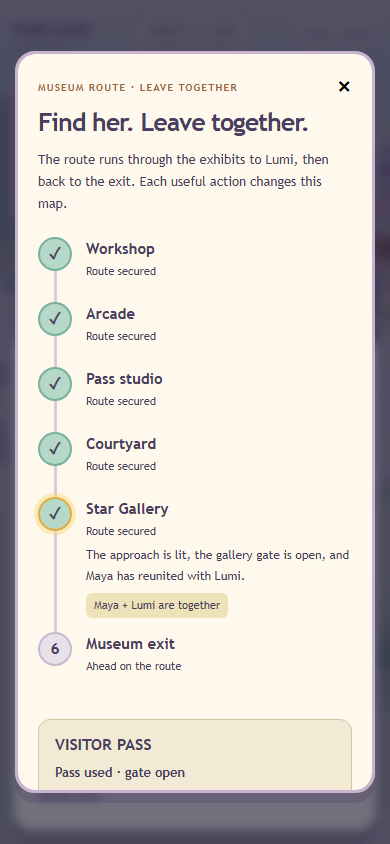 MUSEUM ROUTE · LEAVE TOGETHER
×
Find her. Leave together.
The route runs through the exhibits to Lumi, then
back to the exit. Each useful action changes this
map.
✓
Workshop
Route secured
✓
Arcade
Route secured
✓
Pass studio
Route secured
✓
Courtyard
Route secured
✓
Star Gallery
Route secured
The approach is lit, the gallery gate is open, and
Maya has reunited with Lumi.
Maya + Lumi are together
6
Museum exit
Ahead on the route
VISITOR PASS
Pass used · gate open